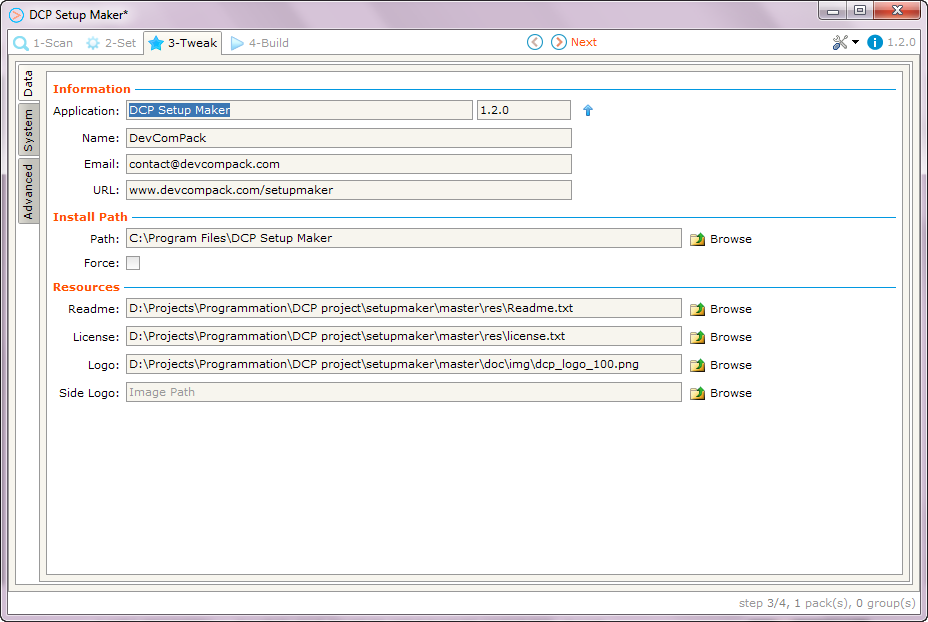 DCP Setup Maker*
1-Scan 2-Set 3-Tweak 4-Build Next 1.2.0
Data
System
Advanced
Information
Application: DCP Setup Maker 1.2.0
Name: DevComPack
Email: contact@devcompack.com
URL: www.devcompack.com/setupmaker
Install Path
Path: C:\Program Files\DCP Setup Maker Browse
Force:
Resources
Readme: D:\Projects\Programmation\DCP project\setupmaker\master\res\Readme.txt Browse
License: D:\Projects\Programmation\DCP project\setupmaker\master\res\license.txt Browse
Logo: D:\Projects\Programmation\DCP project\setupmaker\master\doc\img\dcp_logo_100.png Browse
Side Logo: Image Path Browse
step 3/4, 1 pack(s), 0 group(s)